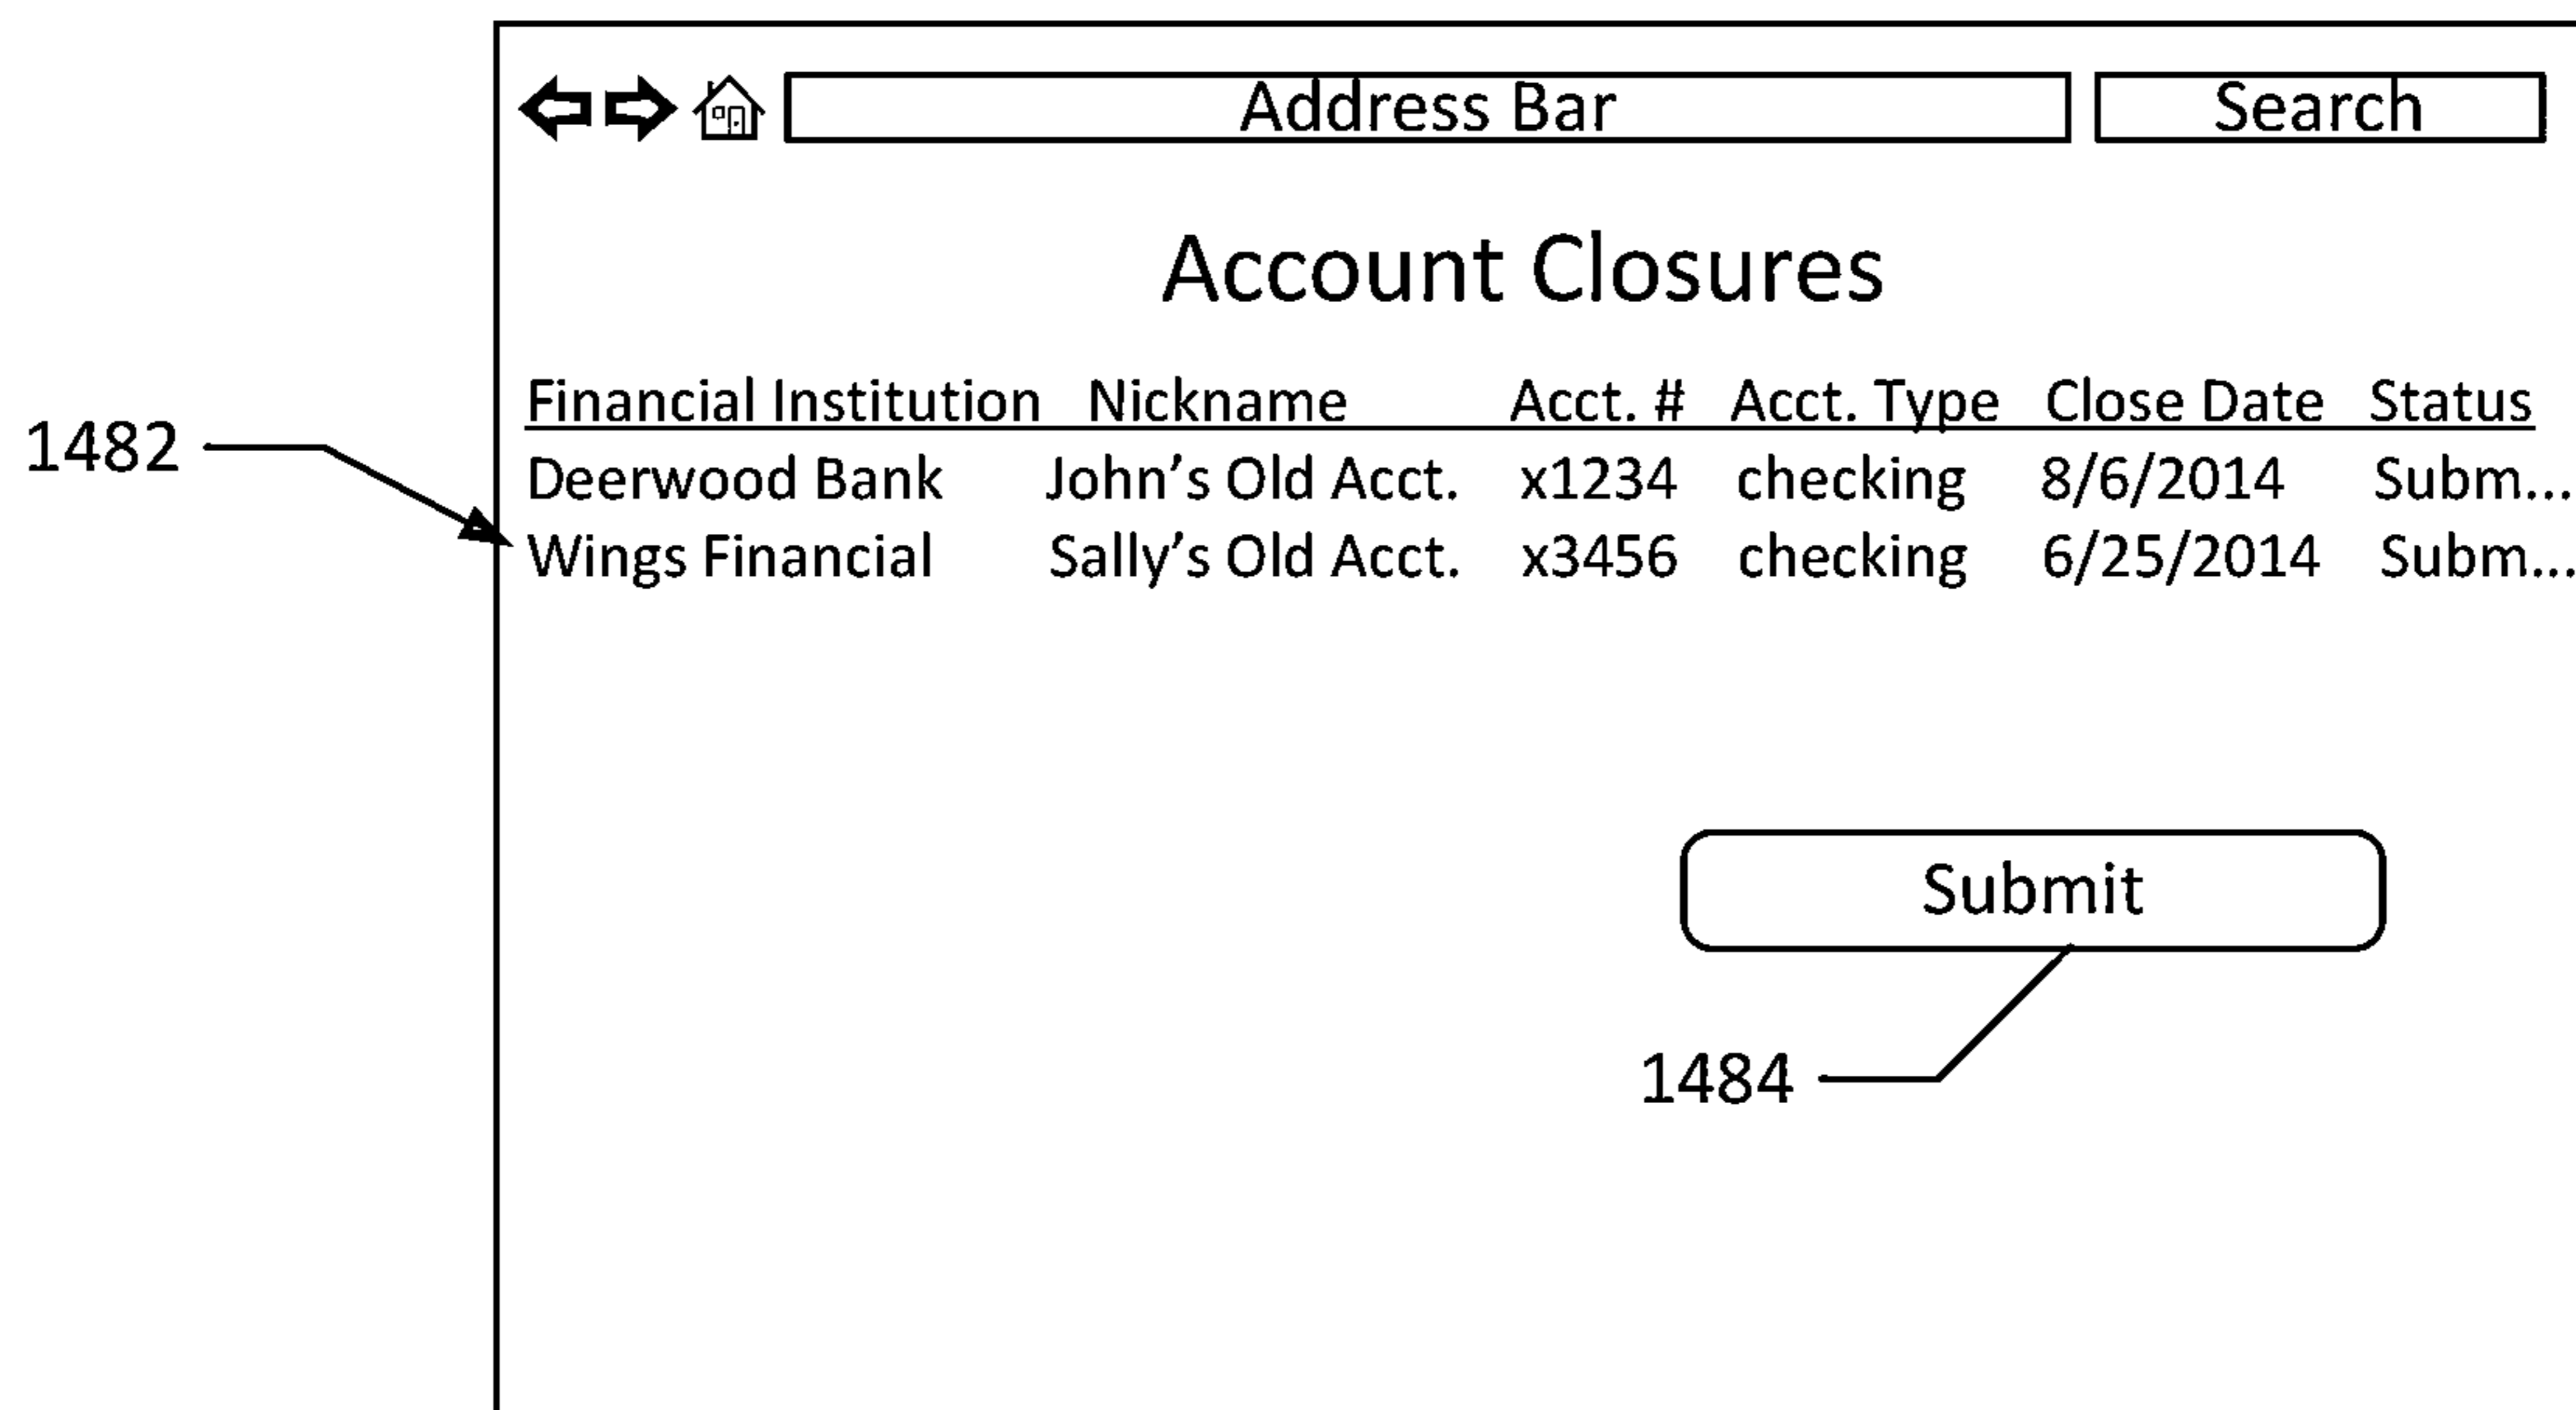 Address Bar Search
Account Closures
Financial Institution Nickname Acct. # Acct. Type Close Date Status
1482
Deerwood Bank John’s Old Acct. x1234 checking 8/6/2014 Subm...
Wings Financial Sally’s Old Acct. x3456 checking 6/25/2014 Subm...
Submit
1484